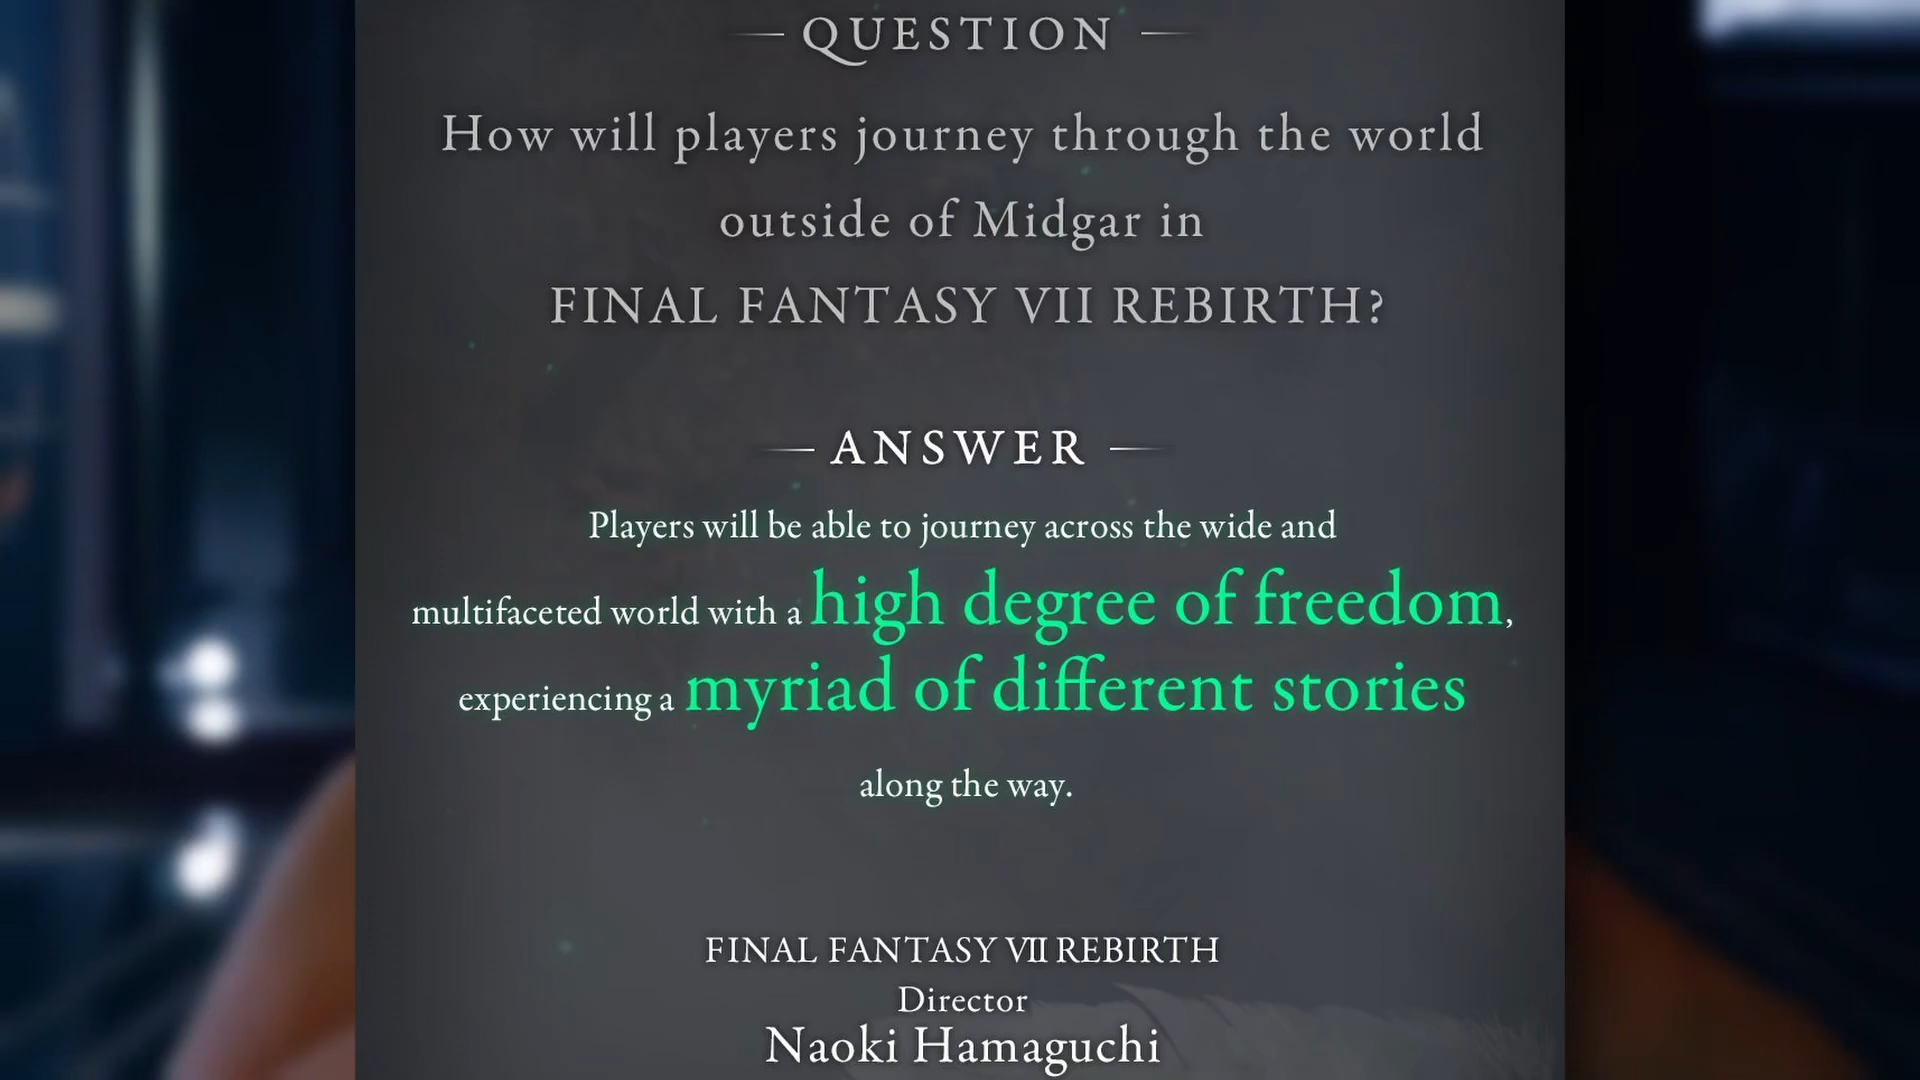 QUESTION
How will players journey through the world
outside of Midgar in
FINAL FANTASY VII REBIRTH?
ANSWER
Players will be able to journey across the wide and
multifaceted world with a high degree of freedom,
experiencing a myriad of different stories
along the way.
FINAL FANTASY VII REBIRTH
Director
Naoki Hamaguchi